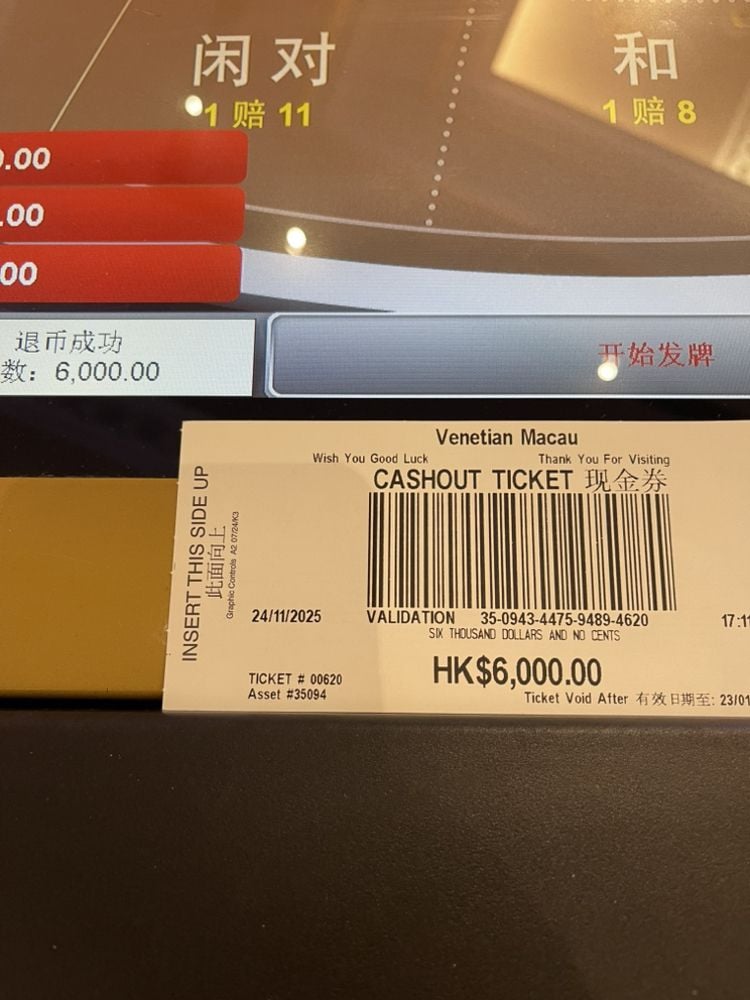 闲对
和
1 赔 11
1 赔 8
0.00
.00
00
退币成功
数: 6,000.00
开始发牌
Venetian Macau
Wish You Good Luck
Thank You For Visiting
CASHOUT TICKET 现金券
INSERT THIS SIDE UP
此面向上
Graphic Controls A2 07/24/K3
24/11/2025
VALIDATION 35-0943-4475-9489-4620
17:11
SIX THOUSAND DOLLARS AND NO CENTS
HK$6,000.00
TICKET # 00620
Asset #35094
Ticket Void After 有效日期至: 23/01